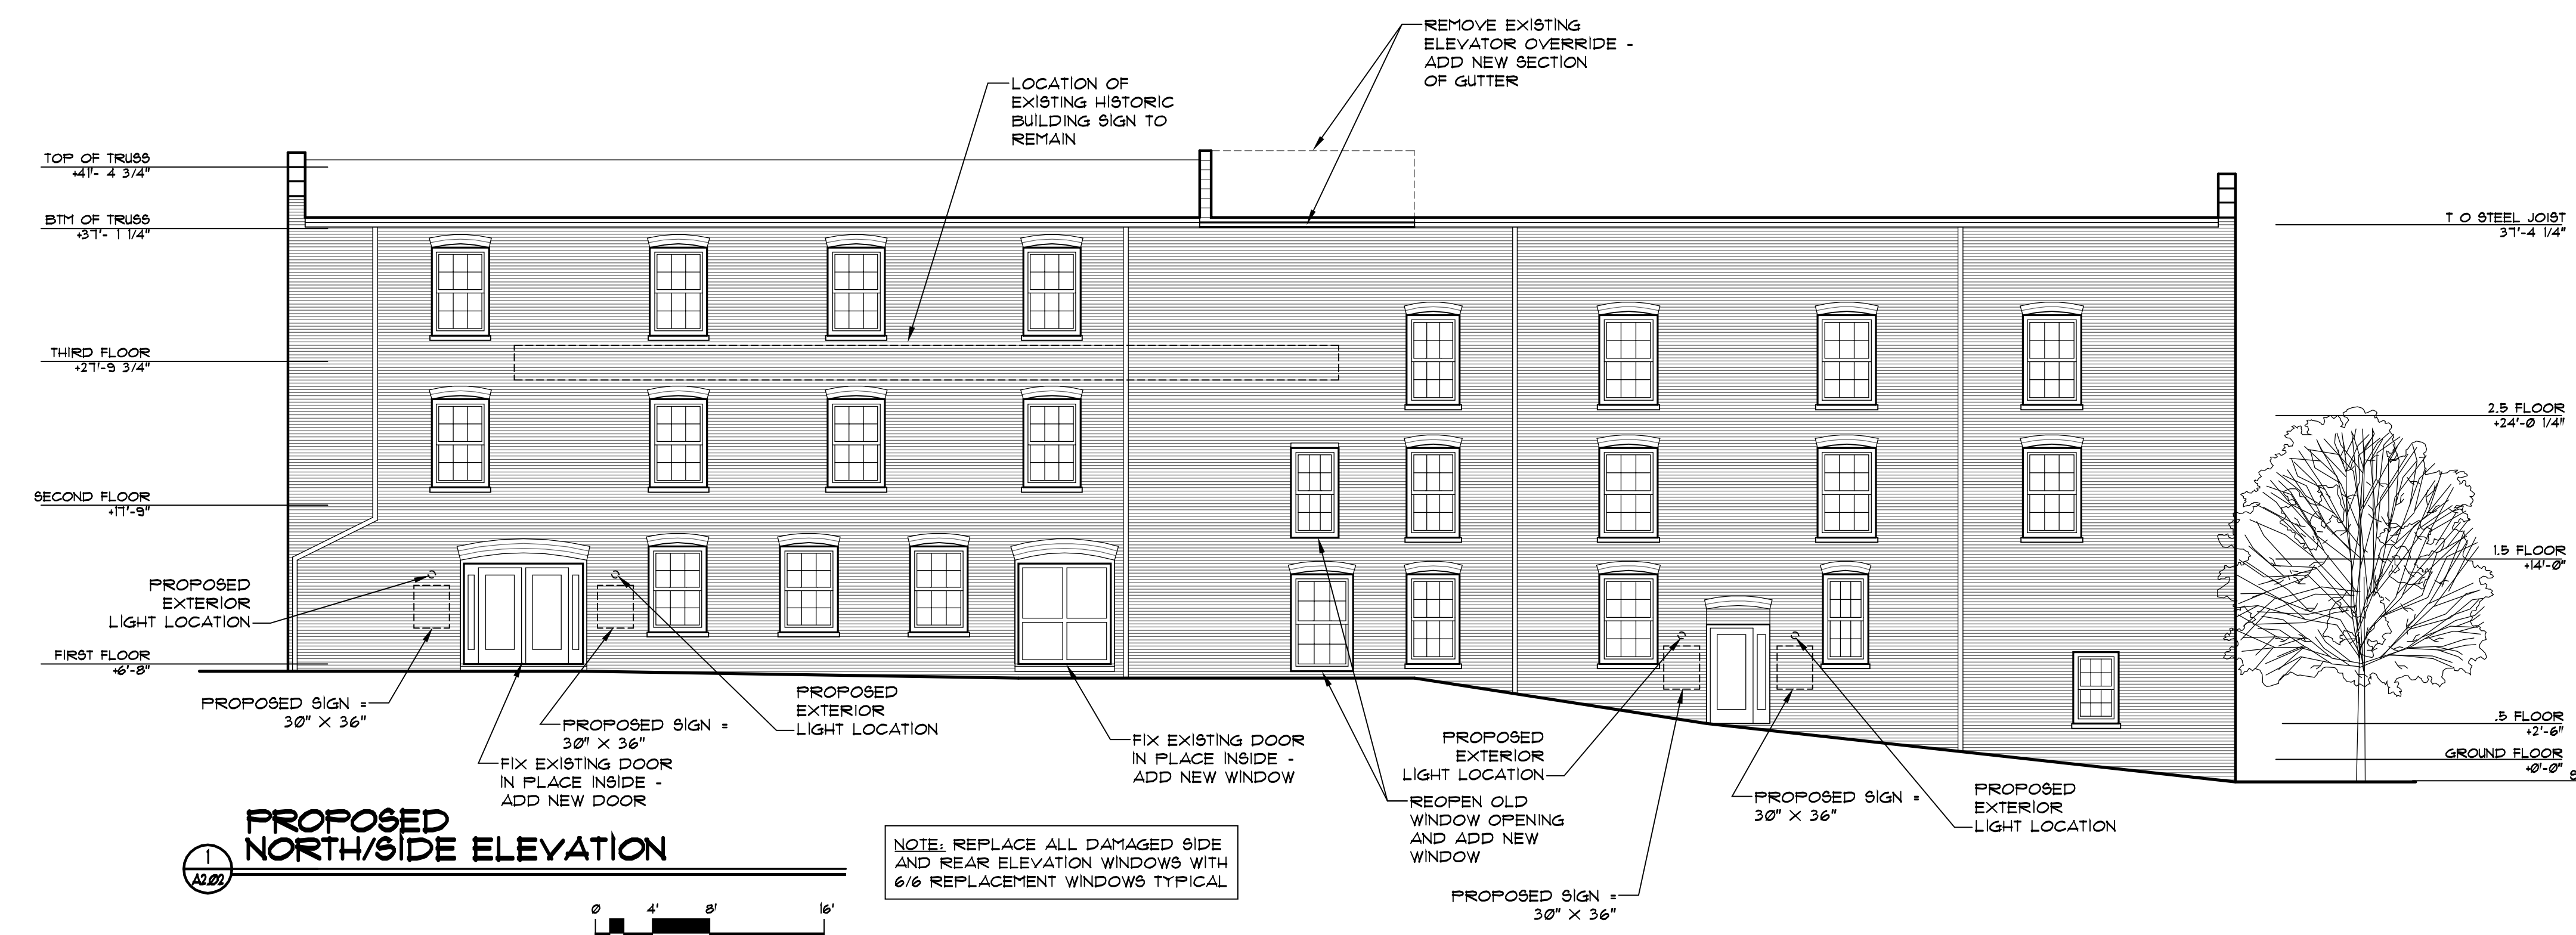 REMOVE EXISTING
ELEVATOR OVERRIDE -
ADD NEW SECTION
OF GUTTER
LOCATION OF
EXISTING HISTORIC
BUILDING SIGN TO
REMAIN
TOP OF TRUSS
+41'- 4 3/4"
BTM OF TRUSS
+37'- 1 1/4"
THIRD FLOOR
+27'-9 3/4"
SECOND FLOOR
+17'-9"
FIRST FLOOR
+6'-8"
T O STEEL JOIST
37'-4 1/4"
2.5 FLOOR
+24'-0 1/4"
1.5 FLOOR
+14'-0"
.5 FLOOR
+2'-6"
GROUND FLOOR
+0'-0"
PROPOSED
EXTERIOR
LIGHT LOCATION
PROPOSED SIGN =
30" X 36"
PROPOSED SIGN =
30" X 36"
FIX EXISTING DOOR
IN PLACE INSIDE -
ADD NEW DOOR
PROPOSED
EXTERIOR
LIGHT LOCATION
FIX EXISTING DOOR
IN PLACE INSIDE -
ADD NEW WINDOW
PROPOSED
EXTERIOR
LIGHT LOCATION
REOPEN OLD
WINDOW OPENING
AND ADD NEW
WINDOW
PROPOSED SIGN =
30" X 36"
PROPOSED SIGN =
30" X 36"
PROPOSED
EXTERIOR
LIGHT LOCATION
1
A2.02
PROPOSED
NORTH/SIDE ELEVATION
NOTE: REPLACE ALL DAMAGED SIDE
AND REAR ELEVATION WINDOWS WITH
6/6 REPLACEMENT WINDOWS TYPICAL
0 4' 8' 16'